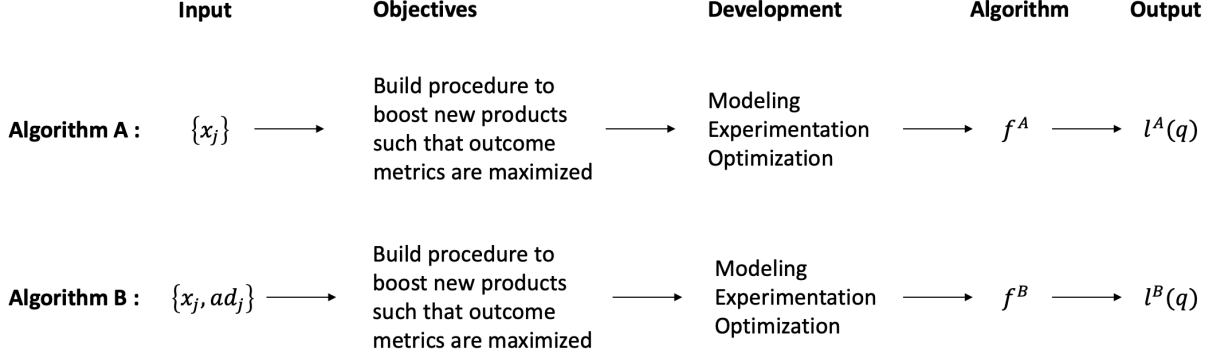 Input Objectives Development Algorithm Output
Build procedure to
boost new products
such that outcome
metrics are maximized
Algorithm A : {x_j}
Modeling
Experimentation
Optimization
f^A l^A(q)
Build procedure to
boost new products
such that outcome
metrics are maximized
Algorithm B : {x_j, ad_j}
Modeling
Experimentation
Optimization
f^B l^B(q)